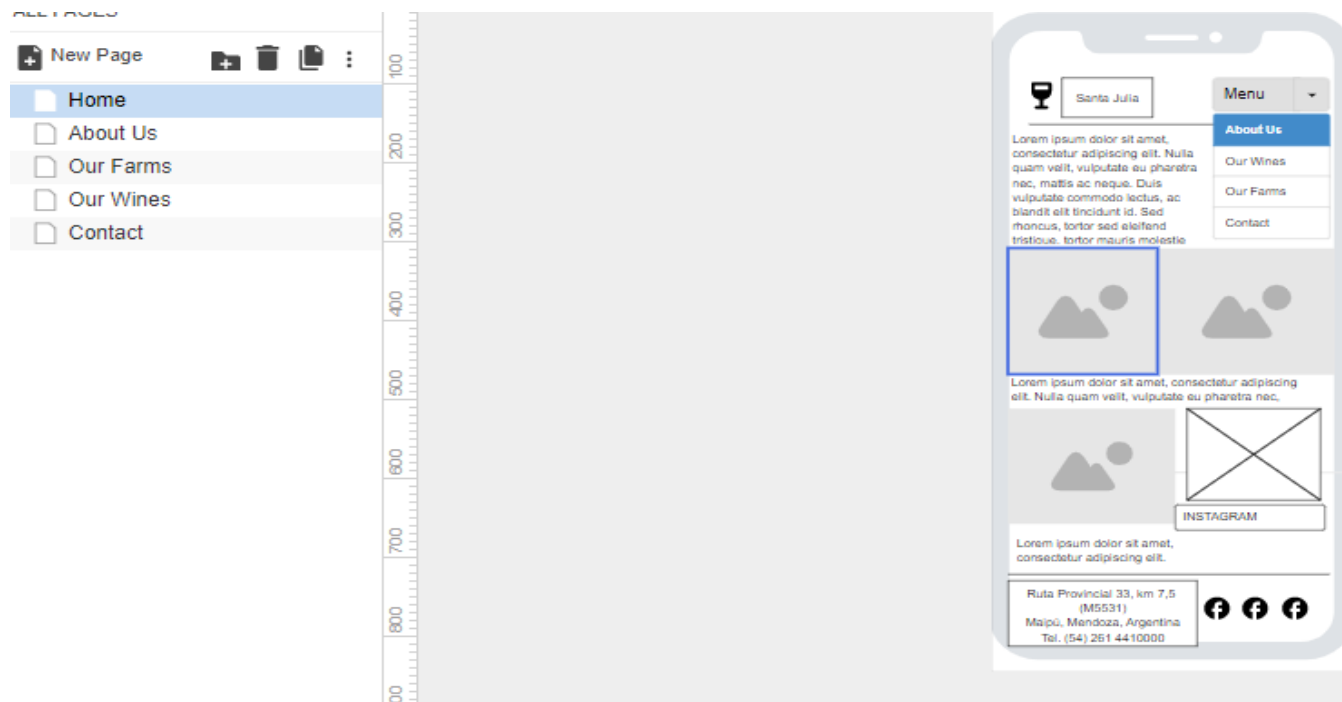 ALL PAGES
New Page
Home
About Us
Our Farms
Our Wines
Contact
100
200
300
400
500
600
700
800
Santa Julia
Menu
About Us
Our Wines
Our Farms
Contact
Lorem ipsum dolor sit amet,
consectetur adipiscing elit. Nulla
quam velit, vulputate eu pharetra
nec, mattis ac neque. Duis
vulputate commodo lectus, ac
blandit elit tincidunt id. Sed
rhoncus, tortor sed eleifend
tristique, tortor mauris molestie
Lorem ipsum dolor sit amet, consectetur adipiscing
elit. Nulla quam velit, vulputate eu pharetra nec,
INSTAGRAM
Lorem ipsum dolor sit amet,
consectetur adipiscing elit.
Ruta Provincial 33, km 7,5
(M5531)
Maipú, Mendoza, Argentina
Tel. (54) 261 4410000